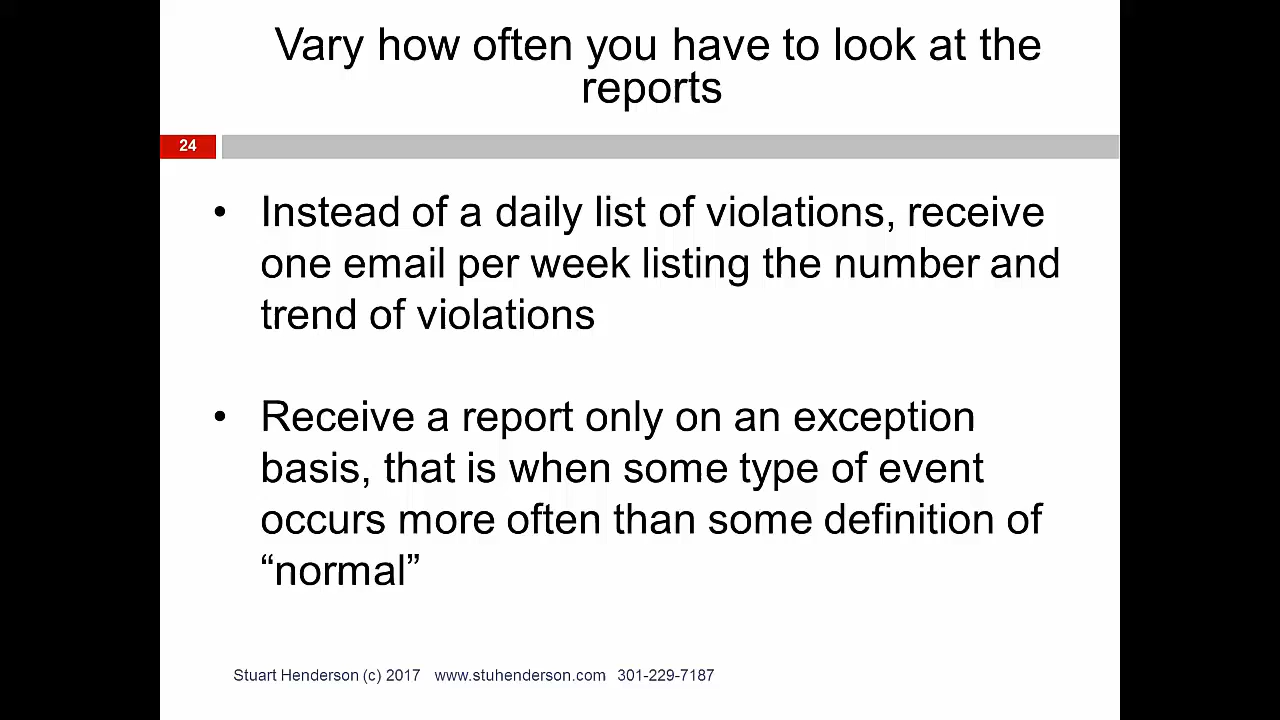 Vary how often you have to look at the
reports
24
• Instead of a daily list of violations, receive
one email per week listing the number and
trend of violations
• Receive a report only on an exception
basis, that is when some type of event
occurs more often than some definition of
“normal”
Stuart Henderson (c) 2017 www.stuhenderson.com 301-229-7187